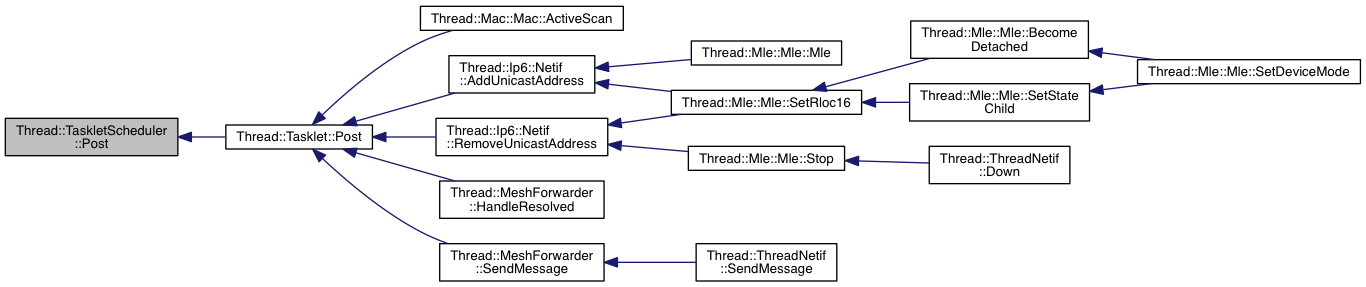 Thread::TaskletScheduler
::Post
Thread::Tasklet::Post
Thread::Mac::Mac::ActiveScan
Thread::Ip6::Netif
::AddUnicastAddress
Thread::Ip6::Netif
::RemoveUnicastAddress
Thread::MeshForwarder
::HandleResolved
Thread::MeshForwarder
::SendMessage
Thread::Mle::Mle::Mle
Thread::Mle::Mle::SetRloc16
Thread::Mle::Mle::Stop
Thread::ThreadNetif
::SendMessage
Thread::Mle::Mle::Become
Detached
Thread::Mle::Mle::SetState
Child
Thread::ThreadNetif
::Down
Thread::Mle::Mle::SetDeviceMode